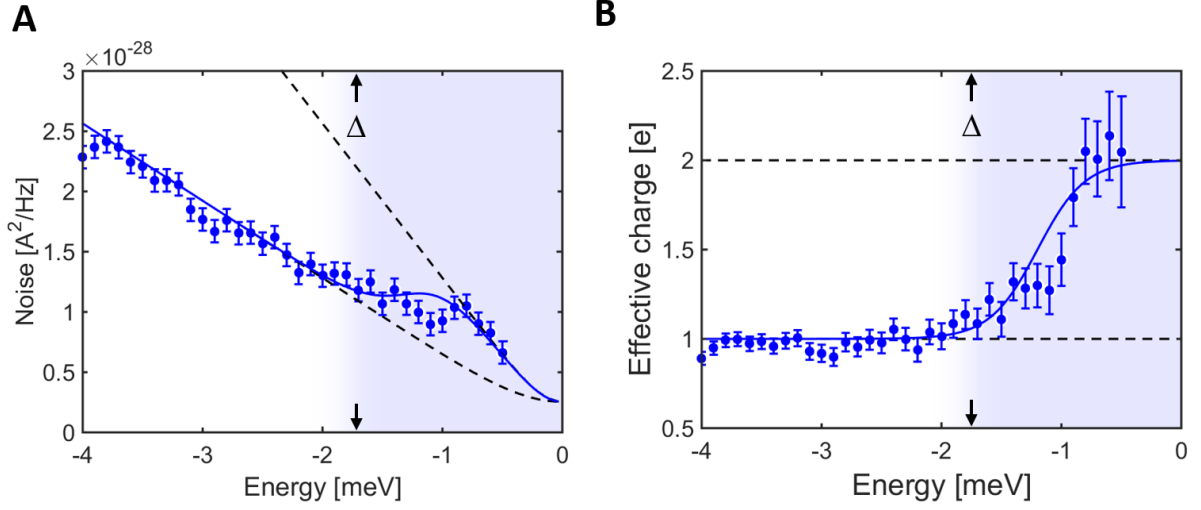 A
B
×10^-28
3
2.5
2
1.5
1
0.5
0
Noise [A^2/Hz]
Δ
-4
-3
-2
-1
0
Energy [meV]
2.5
2
1.5
1
0.5
Effective charge [e]
Δ
-4
-3
-2
-1
0
Energy [meV]